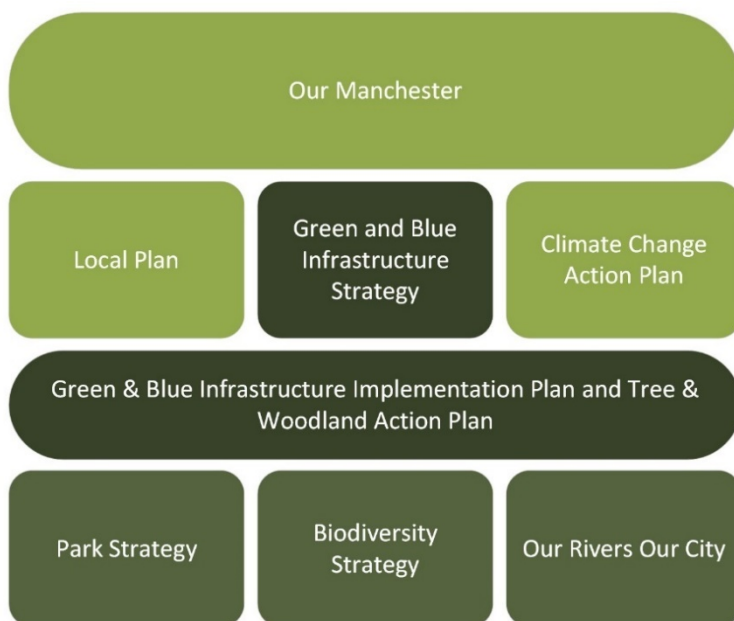 Our Manchester
Local Plan
Green and Blue
Infrastructure
Strategy
Climate Change
Action Plan
Green & Blue Infrastructure Implementation Plan and Tree &
Woodland Action Plan
Park Strategy
Biodiversity
Strategy
Our Rivers Our City